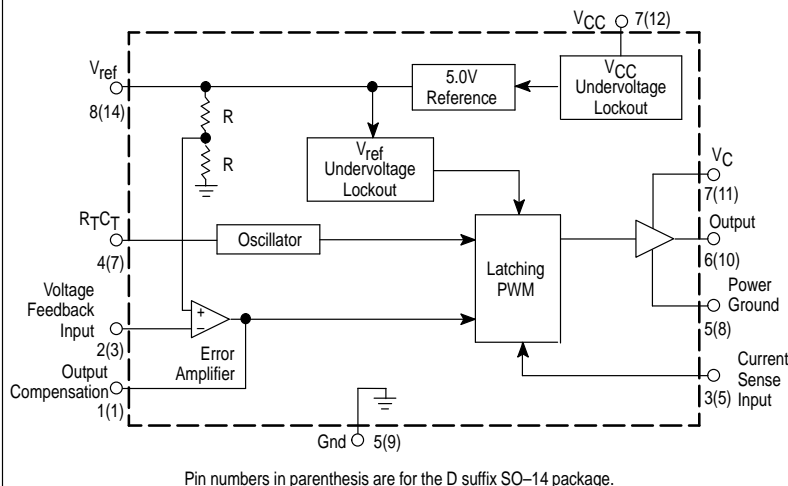 VCC 7(12)
Vref
8(14)
5.0V
Reference
VCC
Undervoltage
Lockout
R
R
Vref
Undervoltage
Lockout
VC
7(11)
RTCT
4(7)
Oscillator
Latching
PWM
Output
6(10)
Voltage
Feedback
Input
2(3)
+
–
Error
Amplifier
Power
Ground
5(8)
Output
Compensation
1(1)
Current
Sense
Input
3(5)
Gnd 5(9)
Pin numbers in parenthesis are for the D suffix SO–14 package.